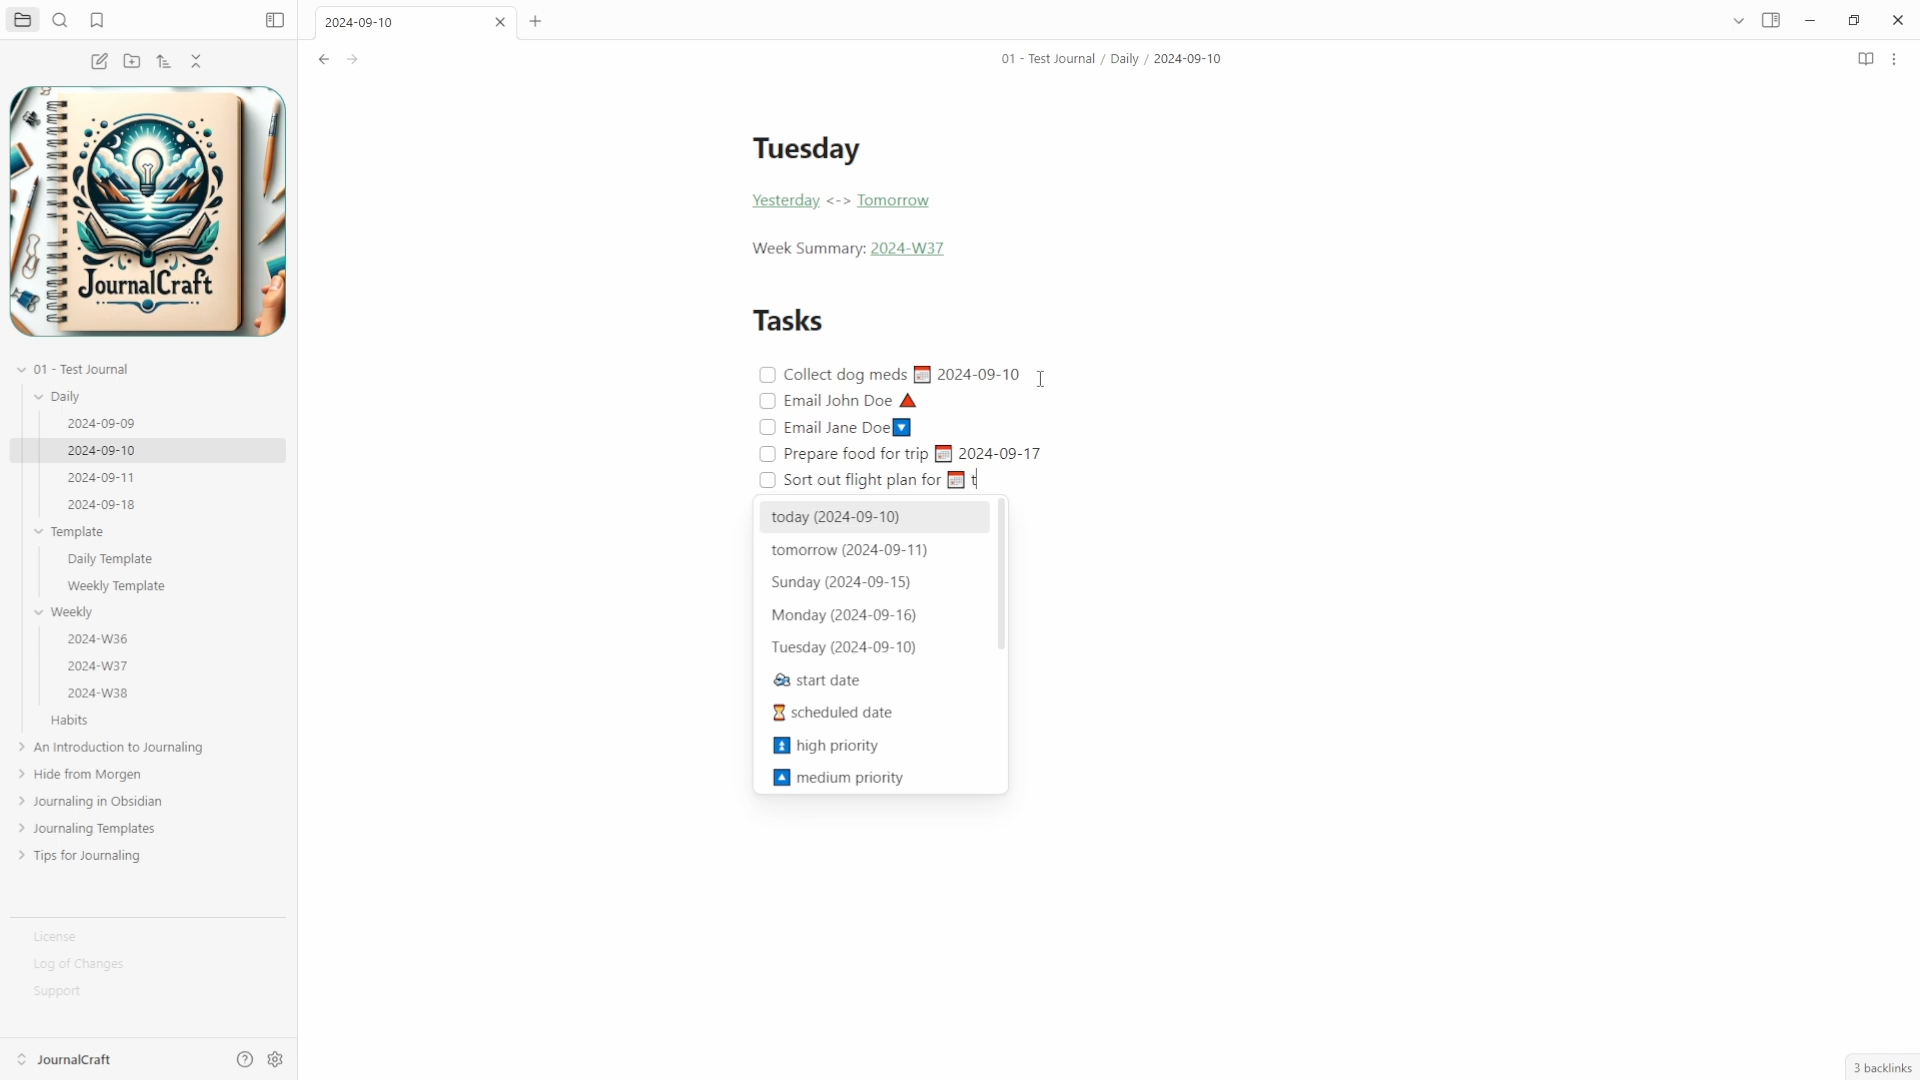 2024-09-10
01 - Test Journal / Daily / 2024-09-10
JournalCraft
01 - Test Journal
Daily
2024-09-09
2024-09-10
2024-09-11
2024-09-18
Template
Daily Template
Weekly Template
Weekly
2024-W36
2024-W37
2024-W38
Habits
An Introduction to Journaling
Hide from Morgen
Journaling in Obsidian
Journaling Templates
Tips for Journaling
License
Log of Changes
Support
JournalCraft
Tuesday
Yesterday <-> Tomorrow
Week Summary: 2024-W37
Tasks
Collect dog meds 📅 2024-09-10
Email John Doe 🔺
Email Jane Doe🔽
Prepare food for trip 📅 2024-09-17
Sort out flight plan for 📅 t
today (2024-09-10)
tomorrow (2024-09-11)
Sunday (2024-09-15)
Monday (2024-09-16)
Tuesday (2024-09-10)
🛫 start date
⏳ scheduled date
⏫ high priority
🔼 medium priority
3 backlinks